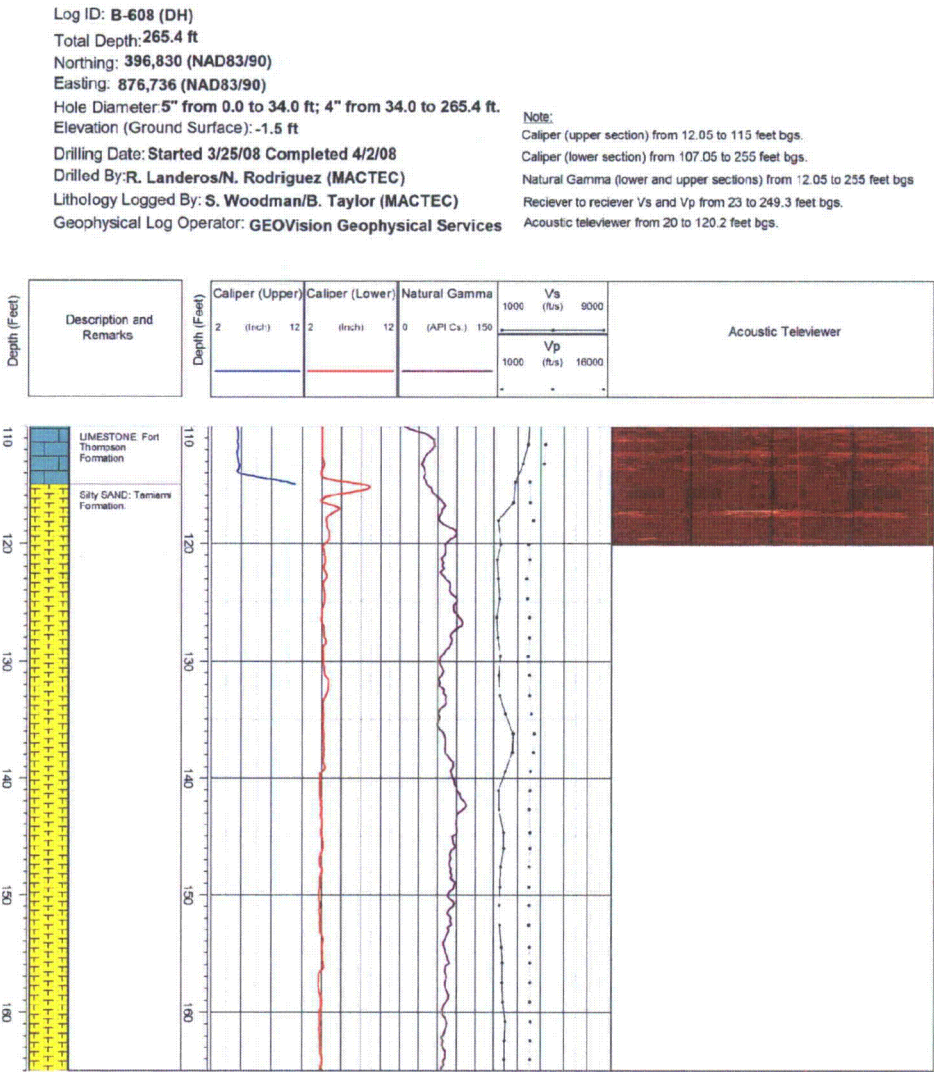 Log ID: B-608 (DH)
Total Depth: 265.4 ft
Northing: 396,830 (NAD83/90)
Easting: 876,736 (NAD83/90)
Hole Diameter: 5" from 0.0 to 34.0 ft; 4" from 34.0 to 265.4 ft.
Elevation (Ground Surface): -1.5 ft
Drilling Date: Started 3/25/08 Completed 4/2/08
Drilled By: R. Landeros/N. Rodriguez (MACTEC)
Lithology Logged By: S. Woodman/B. Taylor (MACTEC)
Geophysical Log Operator: GEOVision Geophysical Services
Note:
Caliper (upper section) from 12.05 to 115 feet bgs.
Caliper (lower section) from 107.05 to 255 feet bgs.
Natural Gamma (lower and upper sections) from 12.05 to 255 feet bgs
Reciever to reciever Vs and Vp from 23 to 249.3 feet bgs.
Acoustic televiewer from 20 to 120.2 feet bgs.
Depth (Feet)
Description and
Remarks
Depth (Feet)
Caliper (Upper)
2 (Inch) 12
Caliper (Lower)
2 (Inch) 12
Natural Gamma
0 (API Cs.) 150
Vs
1000 (ft/s) 9000
Vp
1000 (ft/s) 16000
Acoustic Televiewer
LIMESTONE Fort
Thompson
Formation
Silty SAND: Tamiami
Formation.
110
120
130
140
150
160
110
120
130
140
150
160